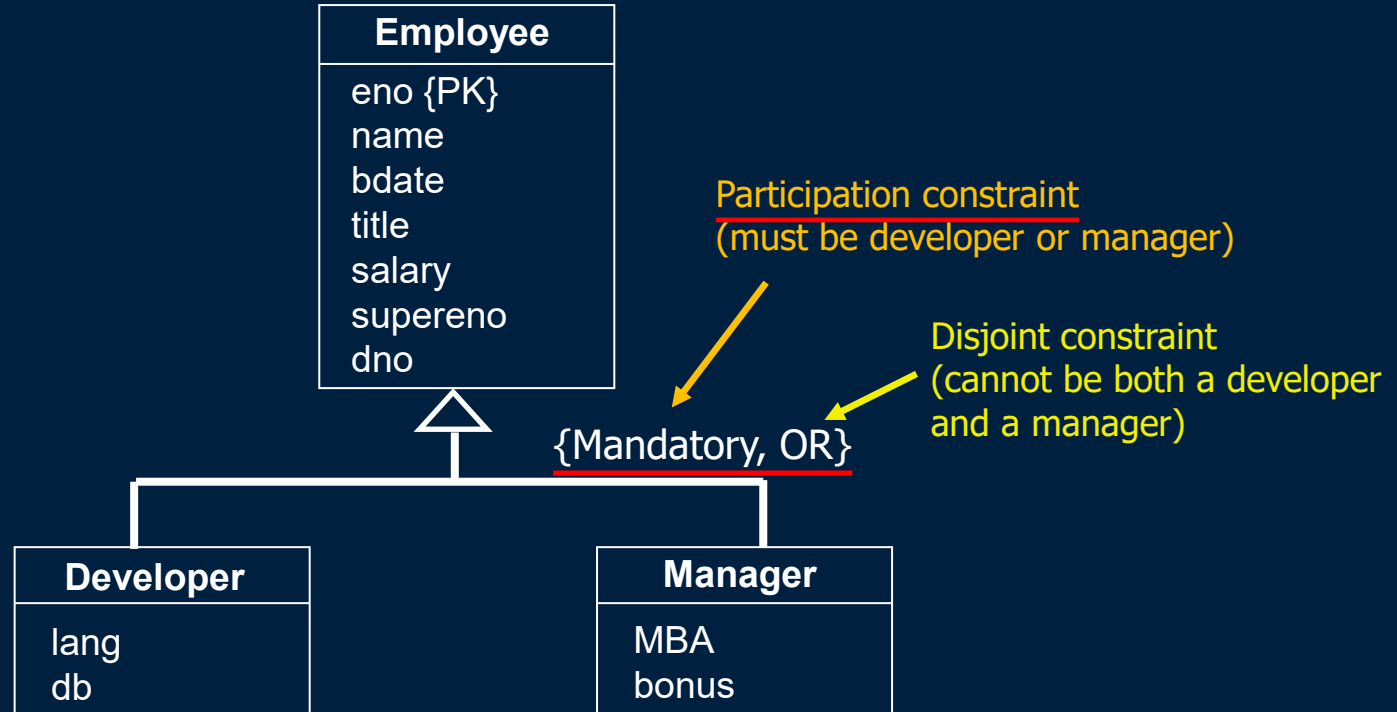 Employee
eno {PK}
name
bdate
title
salary
supereno
dno
Participation constraint
(must be developer or manager)
Disjoint constraint
(cannot be both a developer
and a manager)
{Mandatory, OR}
Developer
lang
db
Manager
MBA
bonus